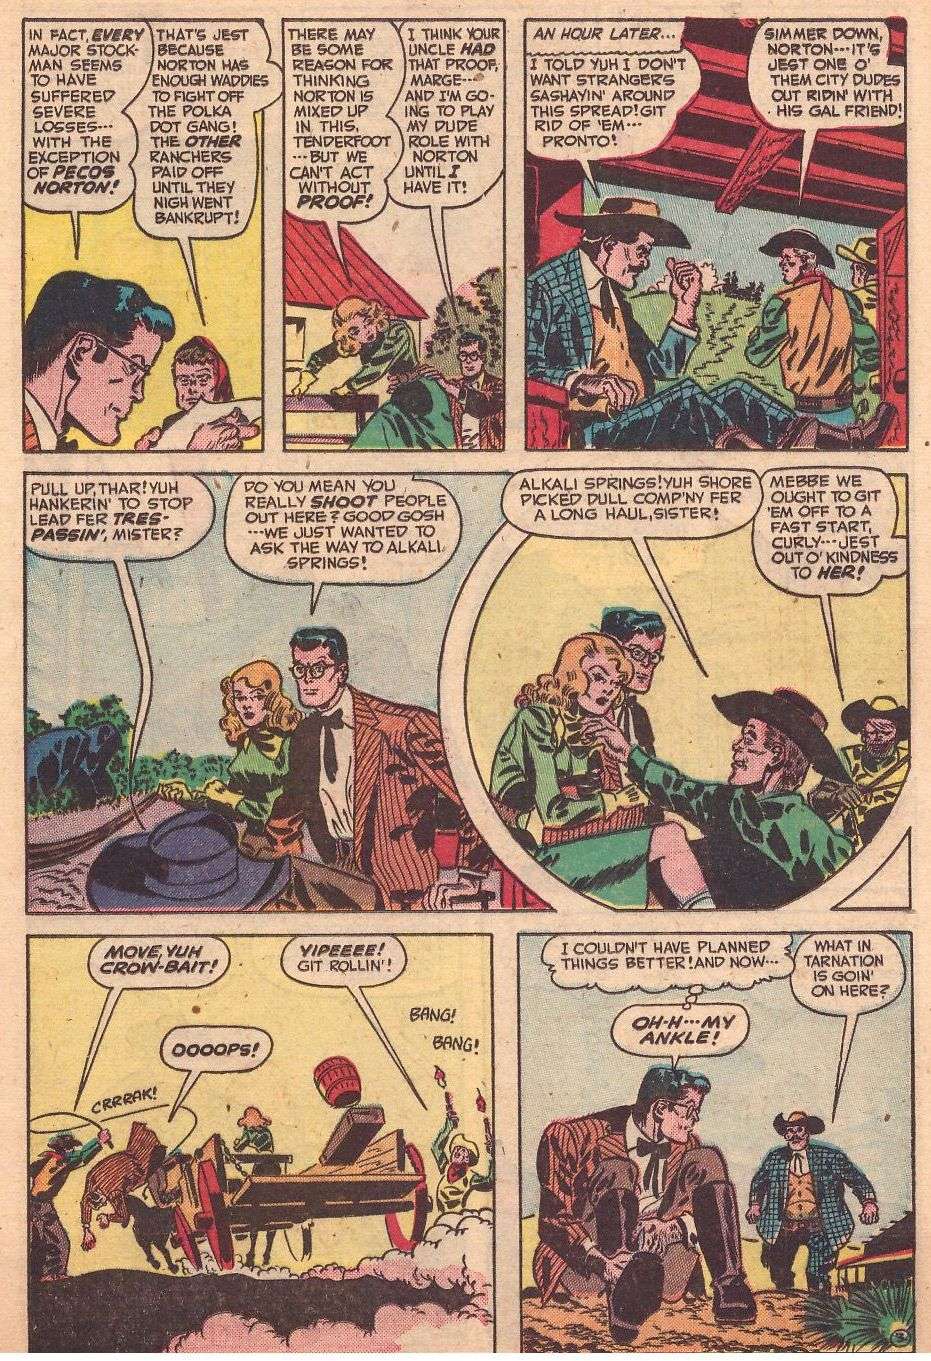 IN FACT, EVERY
MAJOR STOCK-
MAN SEEMS
TO HAVE
SUFFERED
SEVERE
LOSSES---
WITH THE
EXCEPTION
OF PECOS
NORTON!
THAT'S JEST
BECAUSE
NORTON HAS
ENOUGH WADDIES
TO FIGHT OFF
THE POLKA
DOT GANG!
THE OTHER
RANCHERS
PAID OFF
UNTIL THEY
NIGH WENT
BANKRUPT!
THERE MAY
BE SOME
REASON FOR
THINKING
NORTON IS
MIXED UP
IN THIS,
TENDERFOOT
---BUT WE
CAN'T ACT
WITHOUT
PROOF!
I THINK YOUR
UNCLE HAD
THAT PROOF,
MARGE---
AND I'M GO-
ING TO PLAY
MY DUDE
ROLE WITH
NORTON
UNTIL I
HAVE IT!
AN HOUR LATER...
I TOLD YUH I DON'T
WANT STRANGERS
SASHAYIN' AROUND
THIS SPREAD! GIT
RID OF 'EM---
PRONTO!
SIMMER DOWN,
NORTON---IT'S
JEST ONE O'
THEM CITY DUDES
OUT RIDIN' WITH
HIS GAL FRIEND!
PULL UP, THAR! YUH
HANKERIN' TO STOP
LEAD FER TRES-
PASSIN', MISTER?
DO YOU MEAN YOU
REALLY SHOOT PEOPLE
OUT HERE? GOOD GOSH
---WE JUST WANTED TO
ASK THE WAY TO ALKALI
SPRINGS!
ALKALI SPRINGS! YUH SHORE
PICKED DULL COMP'NY FER
A LONG HAUL, SISTER!
MEBBE WE
OUGHT TO GIT
'EM OFF TO A
FAST START,
CURLY---JEST
OUT O' KINDNESS
TO HER!
MOVE, YUH
CROW-BAIT!
YIPEEEE!
GIT ROLLIN'!
OOOOPS!
CRRRAK!
BANG!
BANG!
I COULDN'T HAVE PLANNED
THINGS BETTER! AND NOW---
OH-H---MY
ANKLE!
WHAT IN
TARNATION
IS GOIN'
ON HERE?